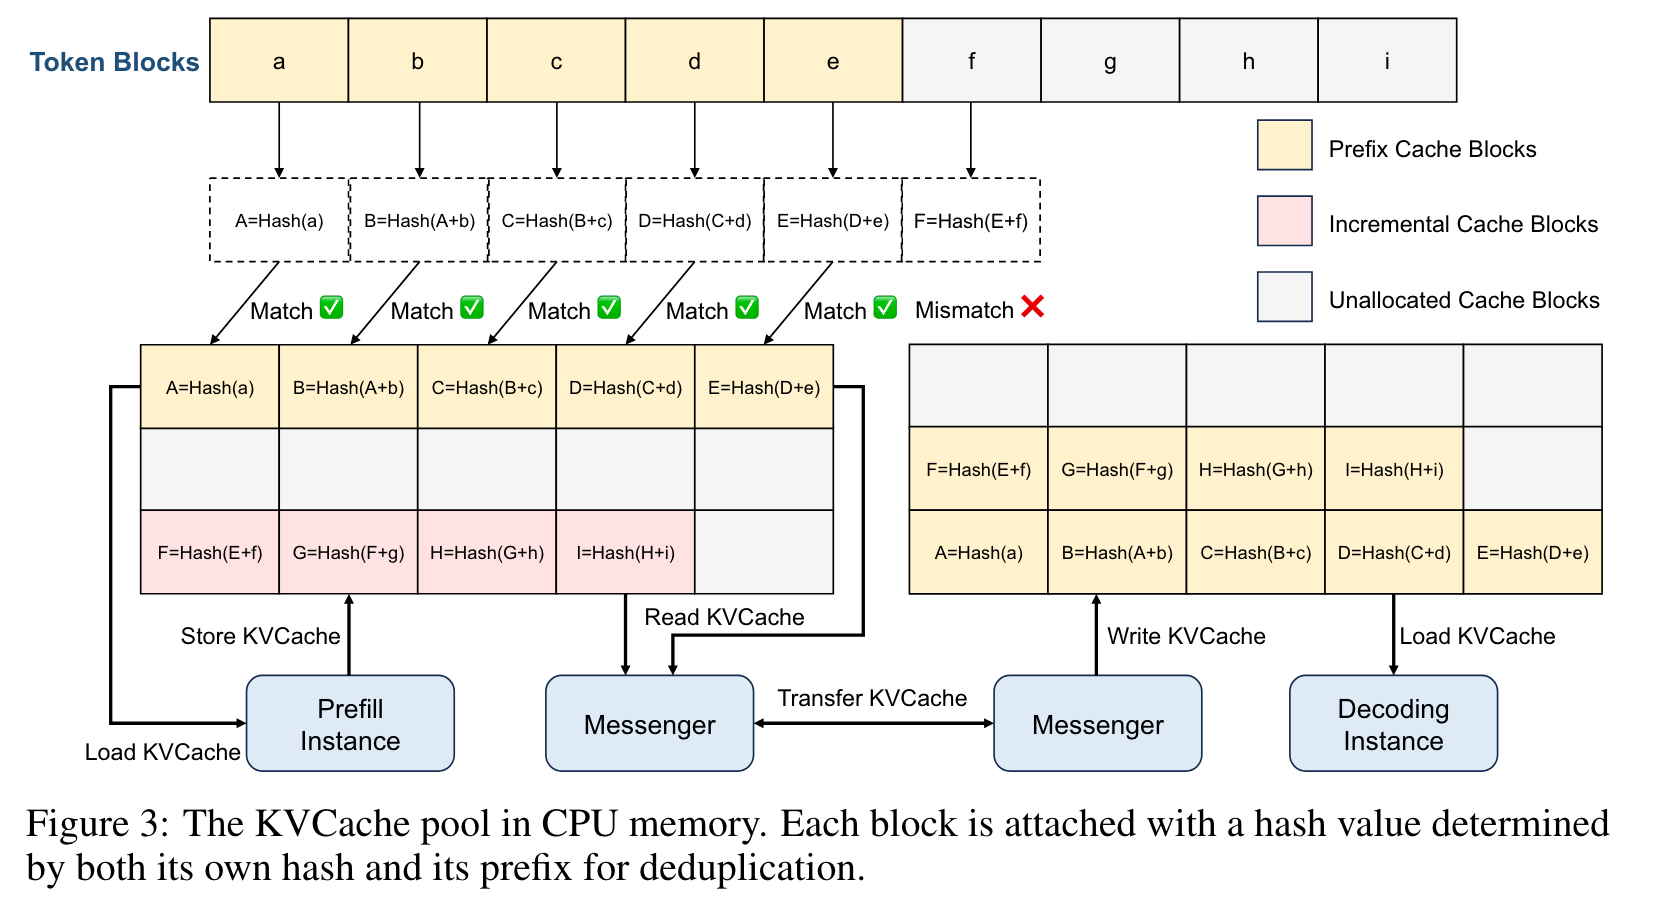 Token Blocks
a
b
c
d
e
f
g
h
i
Prefix Cache Blocks
Incremental Cache Blocks
Unallocated Cache Blocks
A=Hash(a)
B=Hash(A+b)
C=Hash(B+c)
D=Hash(C+d)
E=Hash(D+e)
F=Hash(E+f)
Match
Match
Match
Match
Match
Mismatch
A=Hash(a)
B=Hash(A+b)
C=Hash(B+c)
D=Hash(C+d)
E=Hash(D+e)
F=Hash(E+f)
G=Hash(F+g)
H=Hash(G+h)
I=Hash(H+i)
F=Hash(E+f)
G=Hash(F+g)
H=Hash(G+h)
I=Hash(H+i)
A=Hash(a)
B=Hash(A+b)
C=Hash(B+c)
D=Hash(C+d)
E=Hash(D+e)
Store KVCache
Read KVCache
Write KVCache
Load KVCache
Prefill
Instance
Messenger
Transfer KVCache
Messenger
Decoding
Instance
Load KVCache
Figure 3: The KVCache pool in CPU memory. Each block is attached with a hash value determined
by both its own hash and its prefix for deduplication.